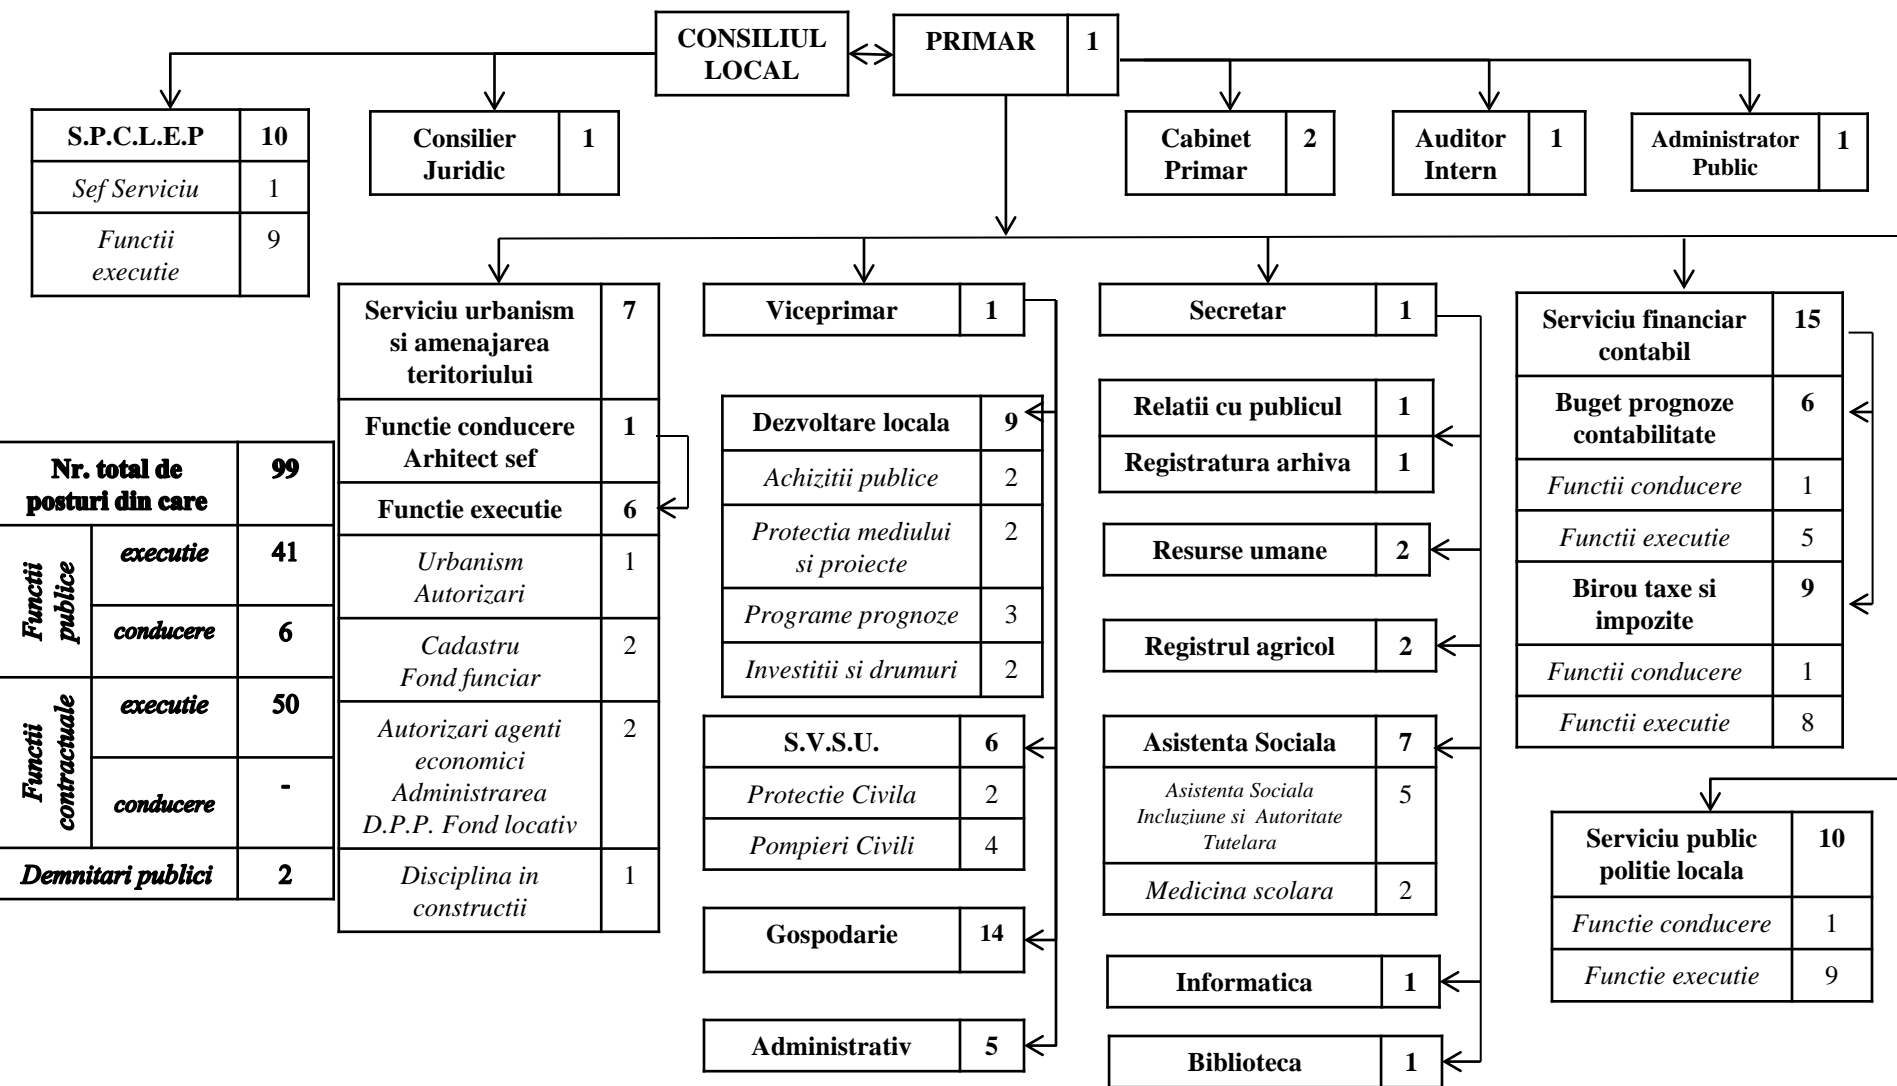 CONSILIUL
LOCAL
PRIMAR 1
S.P.C.L.E.P 10
Sef Serviciu 1
Functii 9
executie
Consilier 1
Juridic
Cabinet 2
Primar
Auditor 1
Intern
Administrator 1
Public
Serviciu urbanism 7
si amenajarea
teritoriului
Functie conducere 1
Arhitect sef
Functie executie 6
Urbanism 1
Autorizari
Cadastru 2
Fond funciar
Autorizari agenti 2
economici
Administrarea
D.P.P. Fond locativ
Disciplina in 1
constructii
Nr. total de 99
posturi din care
Functii
publice
executie 41
conducere 6
Functii
contractuale
executie 50
conducere -
Demnitari publici 2
Viceprimar 1
Dezvoltare locala 9
Achizitii publice 2
Protectia mediului 2
si proiecte
Programe prognoze 3
Investitii si drumuri 2
S.V.S.U. 6
Protectie Civila 2
Pompieri Civili 4
Gospodarie 14
Administrativ 5
Secretar 1
Relatii cu publicul 1
Registratura arhiva 1
Resurse umane 2
Registrul agricol 2
Asistenta Sociala 7
Asistenta Sociala 5
Incluziune si Autoritate
Tutelara
Medicina scolara 2
Informatica 1
Biblioteca 1
Serviciu financiar 15
contabil
Buget prognoze 6
contabilitate
Functii conducere 1
Functii executie 5
Birou taxe si 9
impozite
Functii conducere 1
Functii executie 8
Serviciu public 10
politie locala
Functie conducere 1
Functie executie 9